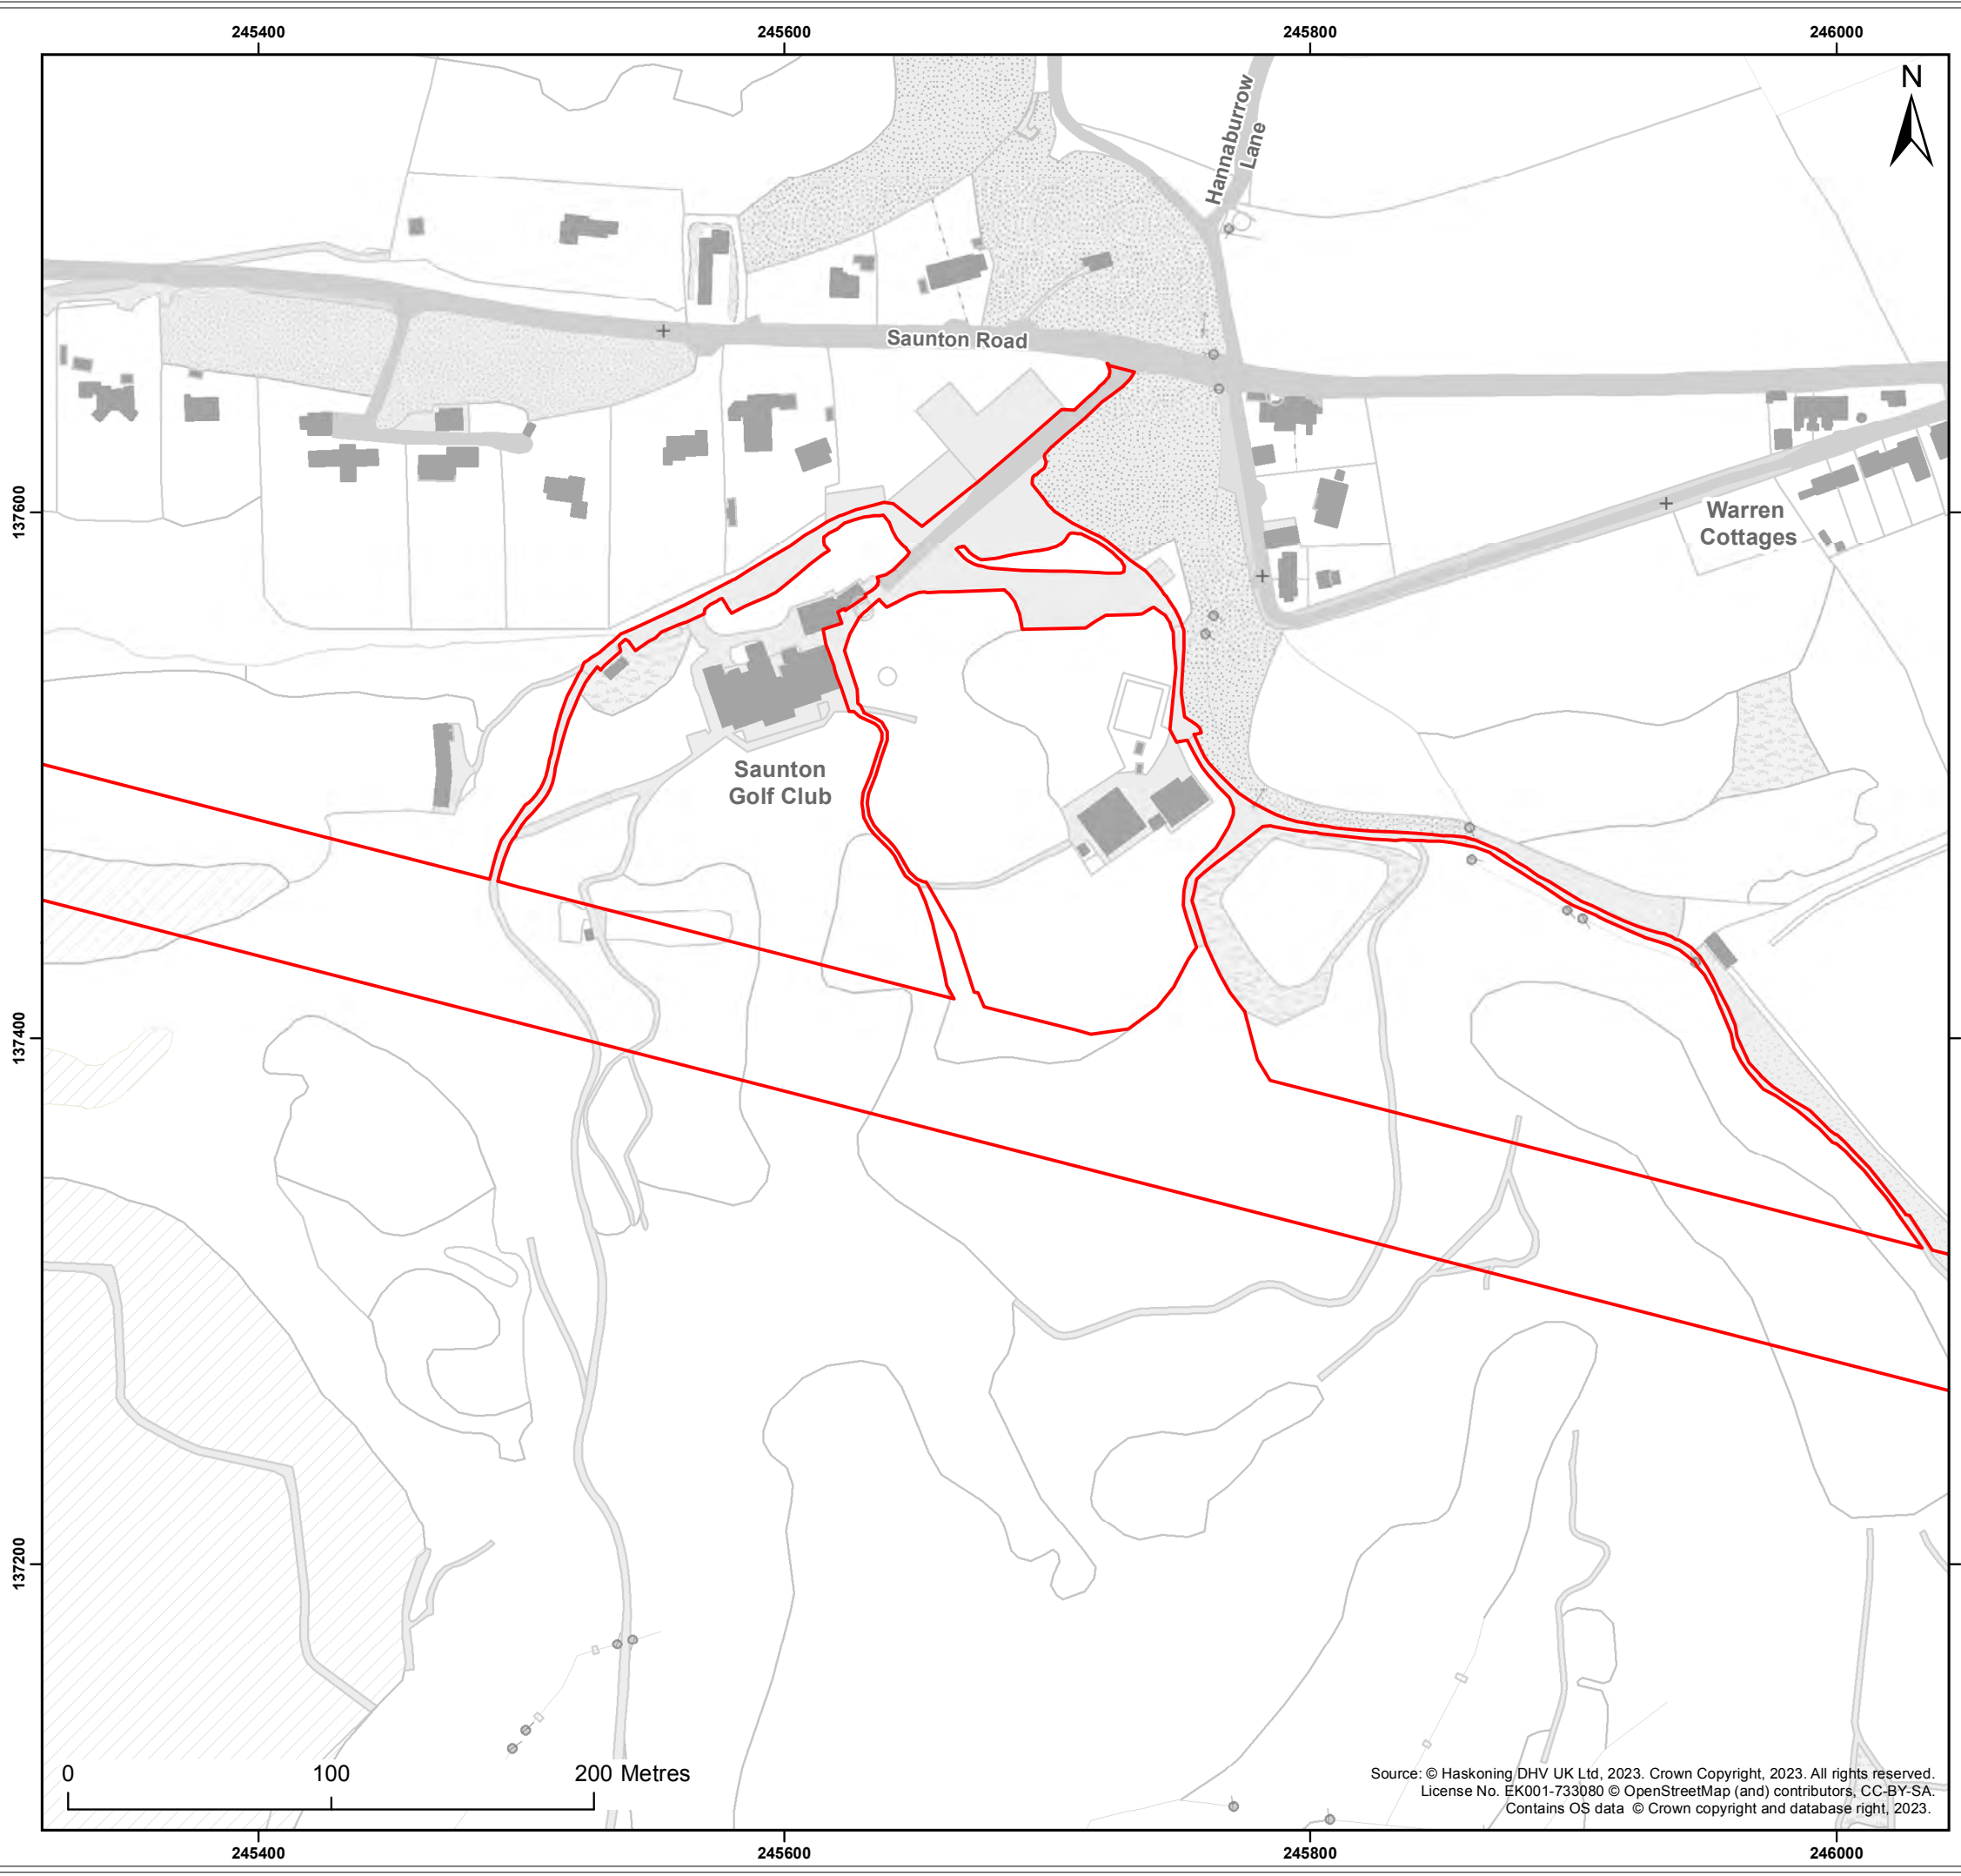 245400
245600
245800
246000
N
Hannaburrow
Lane
Saunton Road
137600
Warren
Cottages
Saunton
Golf Club
137400
137200
0
100
200 Metres
Source: © Haskoning DHV UK Ltd, 2023. Crown Copyright, 2023. All rights reserved.
License No. EK001-733080 © OpenStreetMap (and) contributors, CC-BY-SA.
Contains OS data © Crown copyright and database right, 2023.
245400
245600
245800
246000